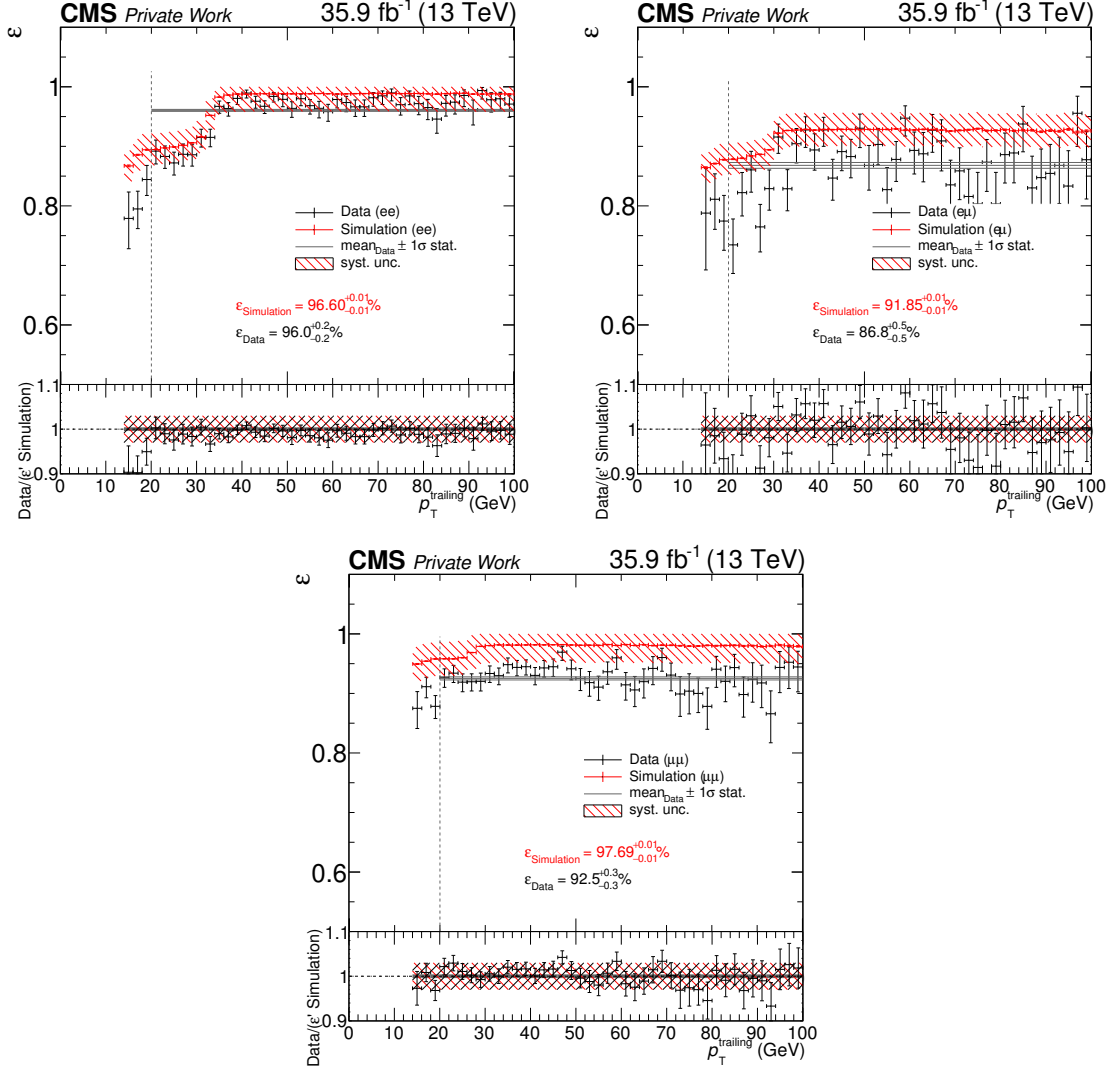 CMS Private Work 35.9 fb⁻¹ (13 TeV)
ε
1
0.8
0.6
Data (ee)
Simulation (ee)
mean_Data ± 1σ stat.
syst. unc.
ε_Simulation = 96.60 +0.01 −0.01 %
ε_Data = 96.0 +0.2 −0.2 %
Data/(ε' Simulation)
1.1
1
0.9
0 10 20 30 40 50 60 70 80 90 100
p_T^trailing (GeV)
CMS Private Work 35.9 fb⁻¹ (13 TeV)
ε
1
0.8
0.6
Data (eμ)
Simulation (eμ)
mean_Data ± 1σ stat.
syst. unc.
ε_Simulation = 91.85 +0.01 −0.01 %
ε_Data = 86.8 +0.5 −0.5 %
Data/(ε' Simulation)
1.1
1
0.9
0 10 20 30 40 50 60 70 80 90 100
p_T^trailing (GeV)
CMS Private Work 35.9 fb⁻¹ (13 TeV)
ε
1
0.8
0.6
Data (μμ)
Simulation (μμ)
mean_Data ± 1σ stat.
syst. unc.
ε_Simulation = 97.69 +0.01 −0.01 %
ε_Data = 92.5 +0.3 −0.3 %
Data/(ε' Simulation)
1.1
1
0.9
0 10 20 30 40 50 60 70 80 90 100
p_T^trailing (GeV)